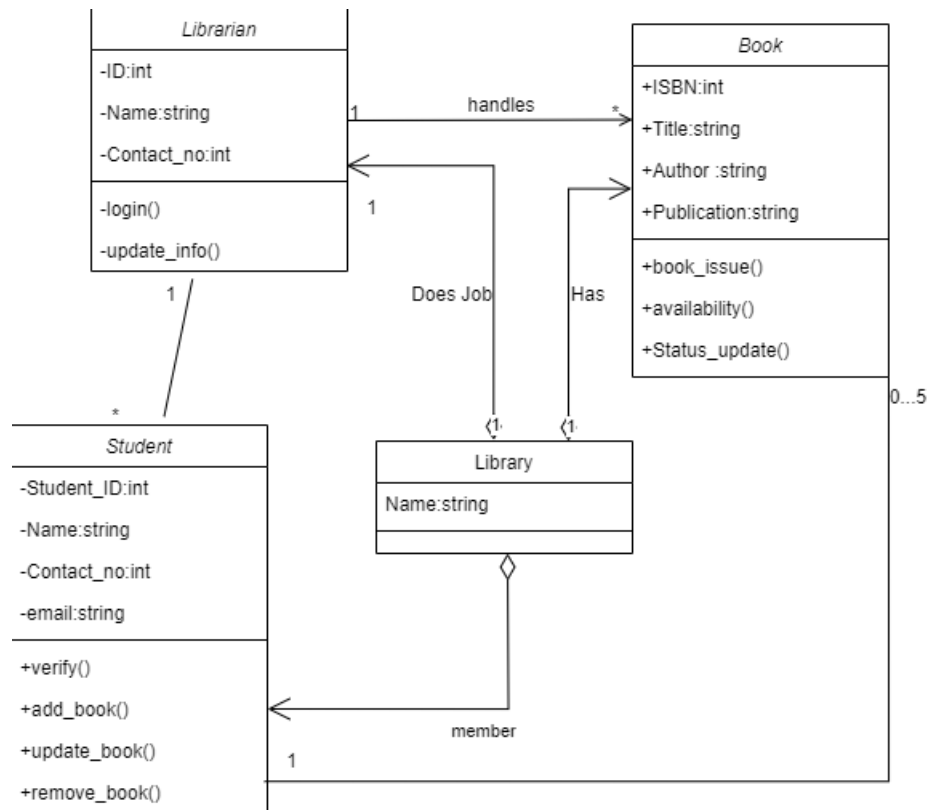 Librarian
-ID:int
-Name:string
-Contact_no:int
-login()
-update_info()
1
handles
*
Book
+ISBN:int
+Title:string
+Author :string
+Publication:string
+book_issue()
+availability()
+Status_update()
1
1
Does Job
Has
0...5
*
1
1
Student
-Student_ID:int
-Name:string
-Contact_no:int
-email:string
+verify()
+add_book()
+update_book()
+remove_book()
Library
Name:string
member
1